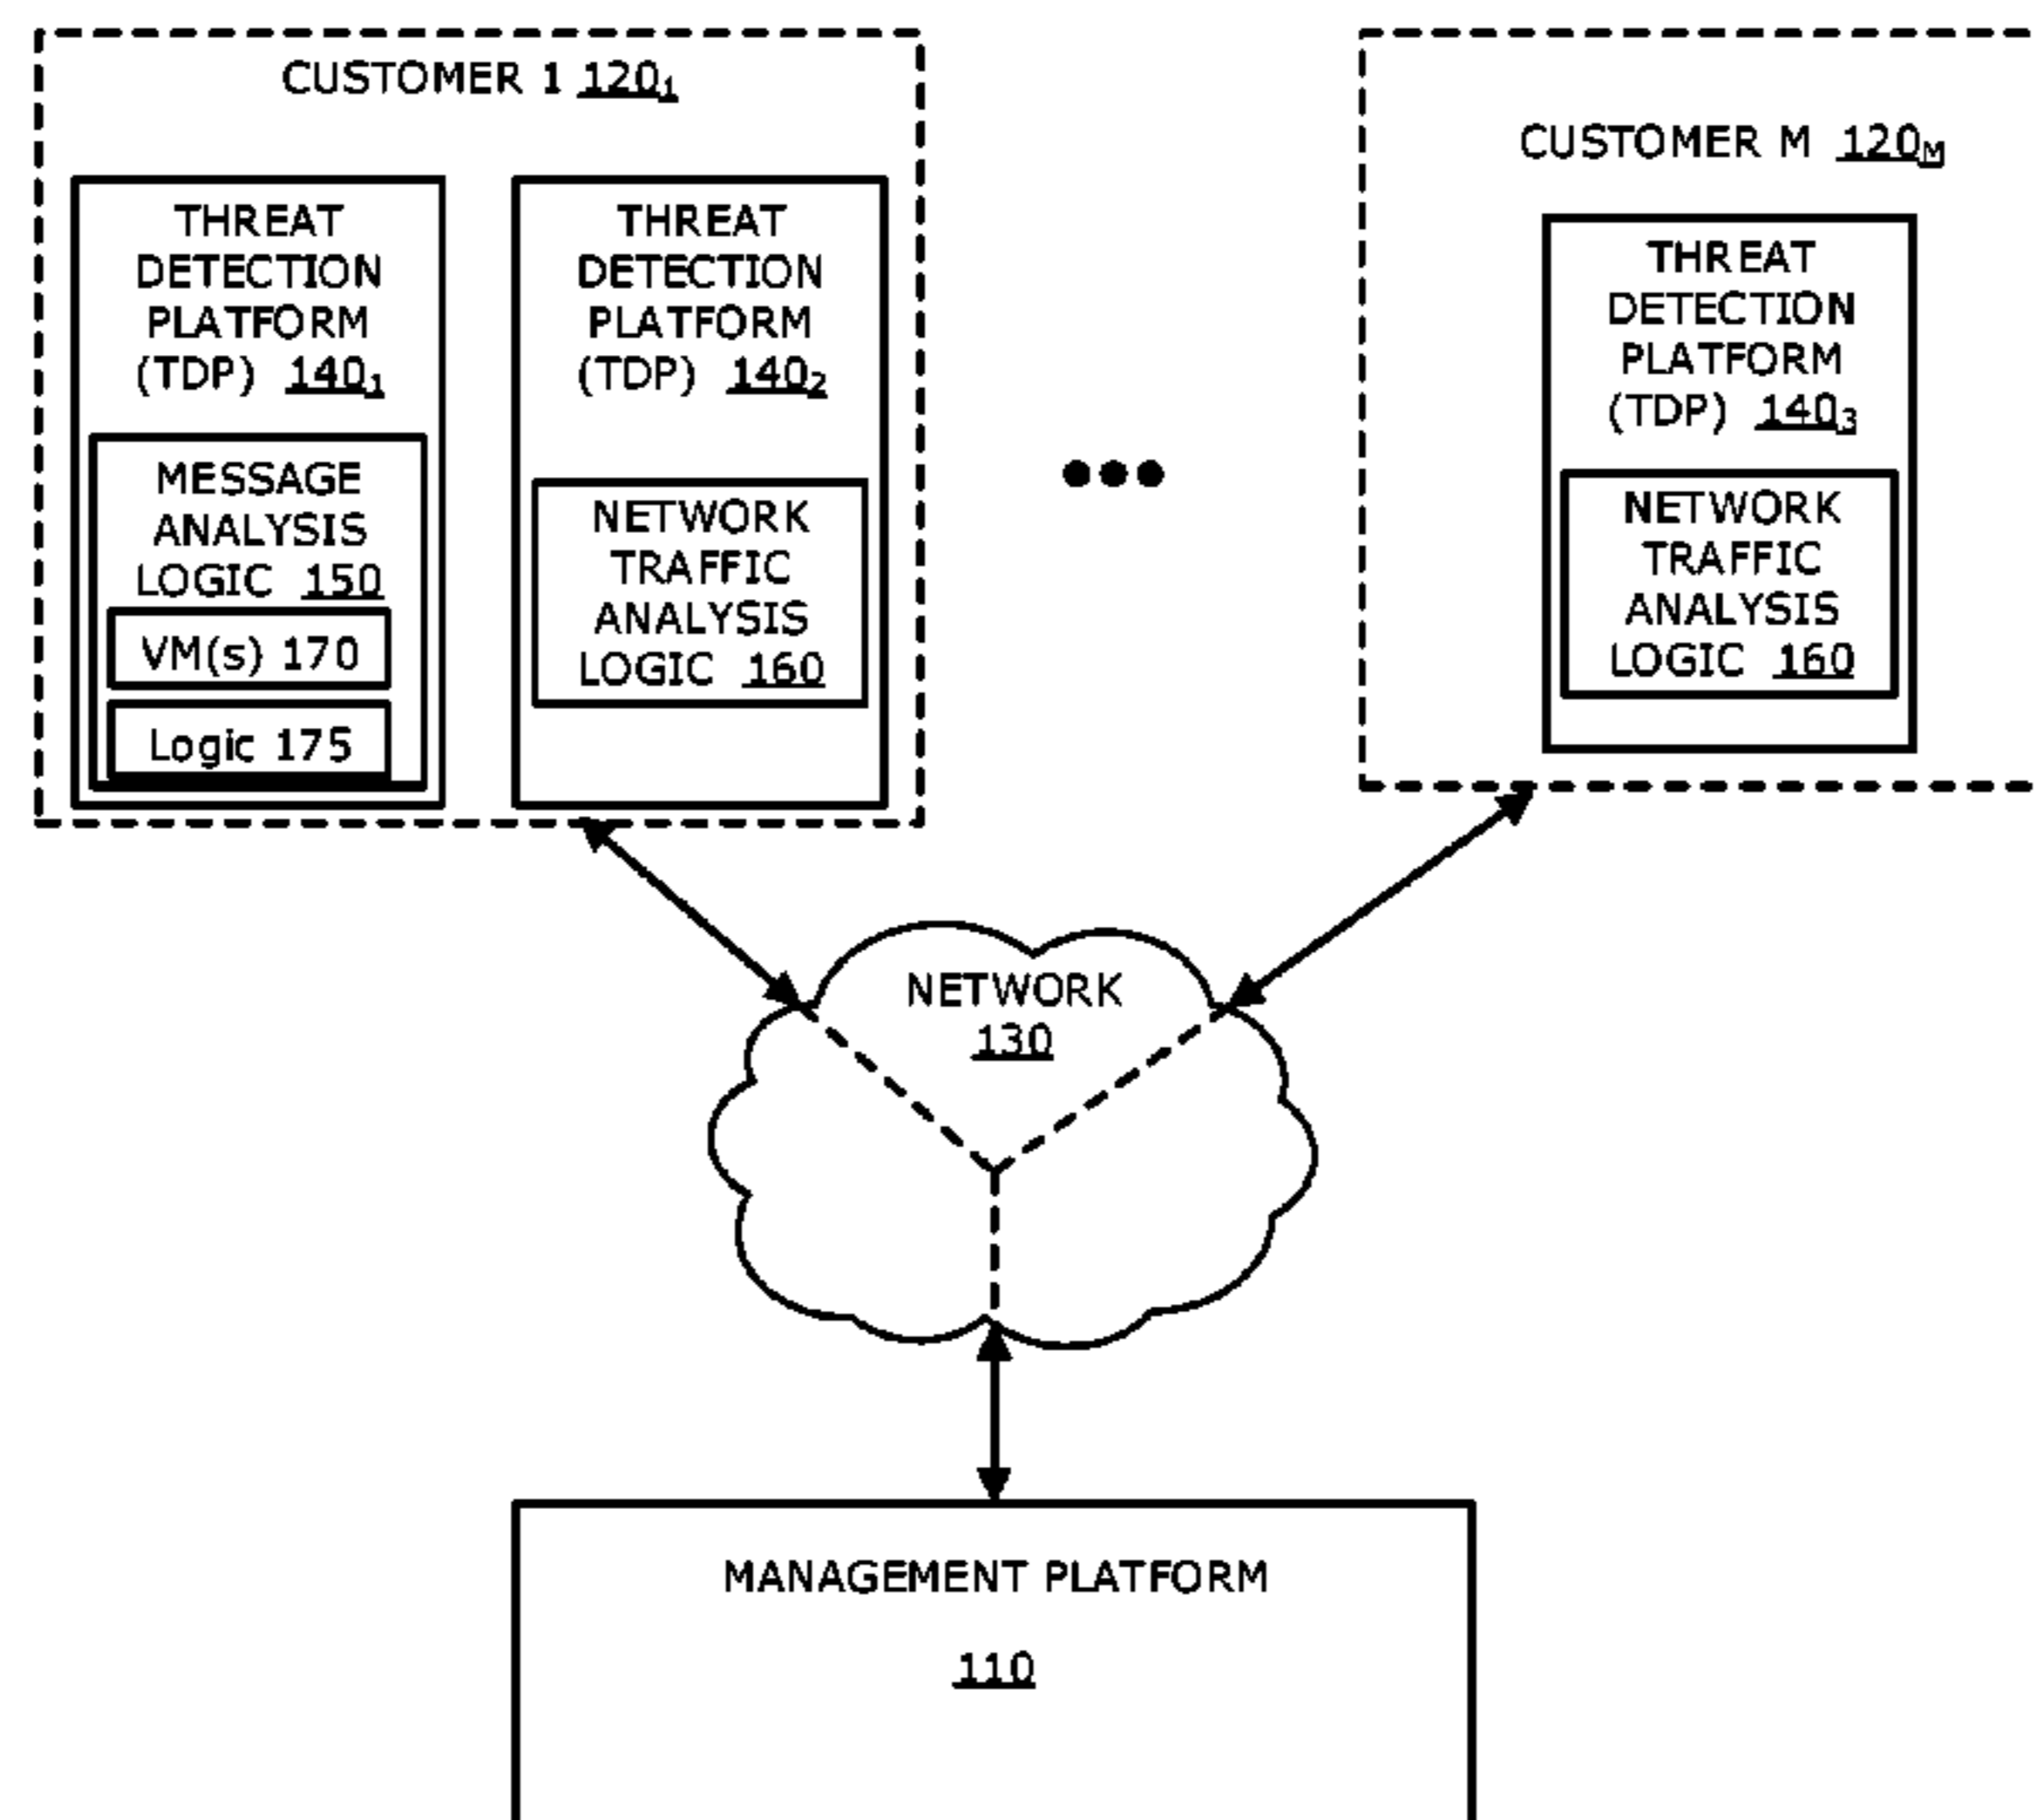 CUSTOMER 1 120₁
THREAT
DETECTION
PLATFORM
(TDP) 140₁
MESSAGE
ANALYSIS
LOGIC 150
VM(s) 170
Logic 175
THREAT
DETECTION
PLATFORM
(TDP) 140₂
NETWORK
TRAFFIC
ANALYSIS
LOGIC 160
CUSTOMER M 120M
THREAT
DETECTION
PLATFORM
(TDP) 140₃
NETWORK
TRAFFIC
ANALYSIS
LOGIC 160
NETWORK
130
MANAGEMENT PLATFORM
110